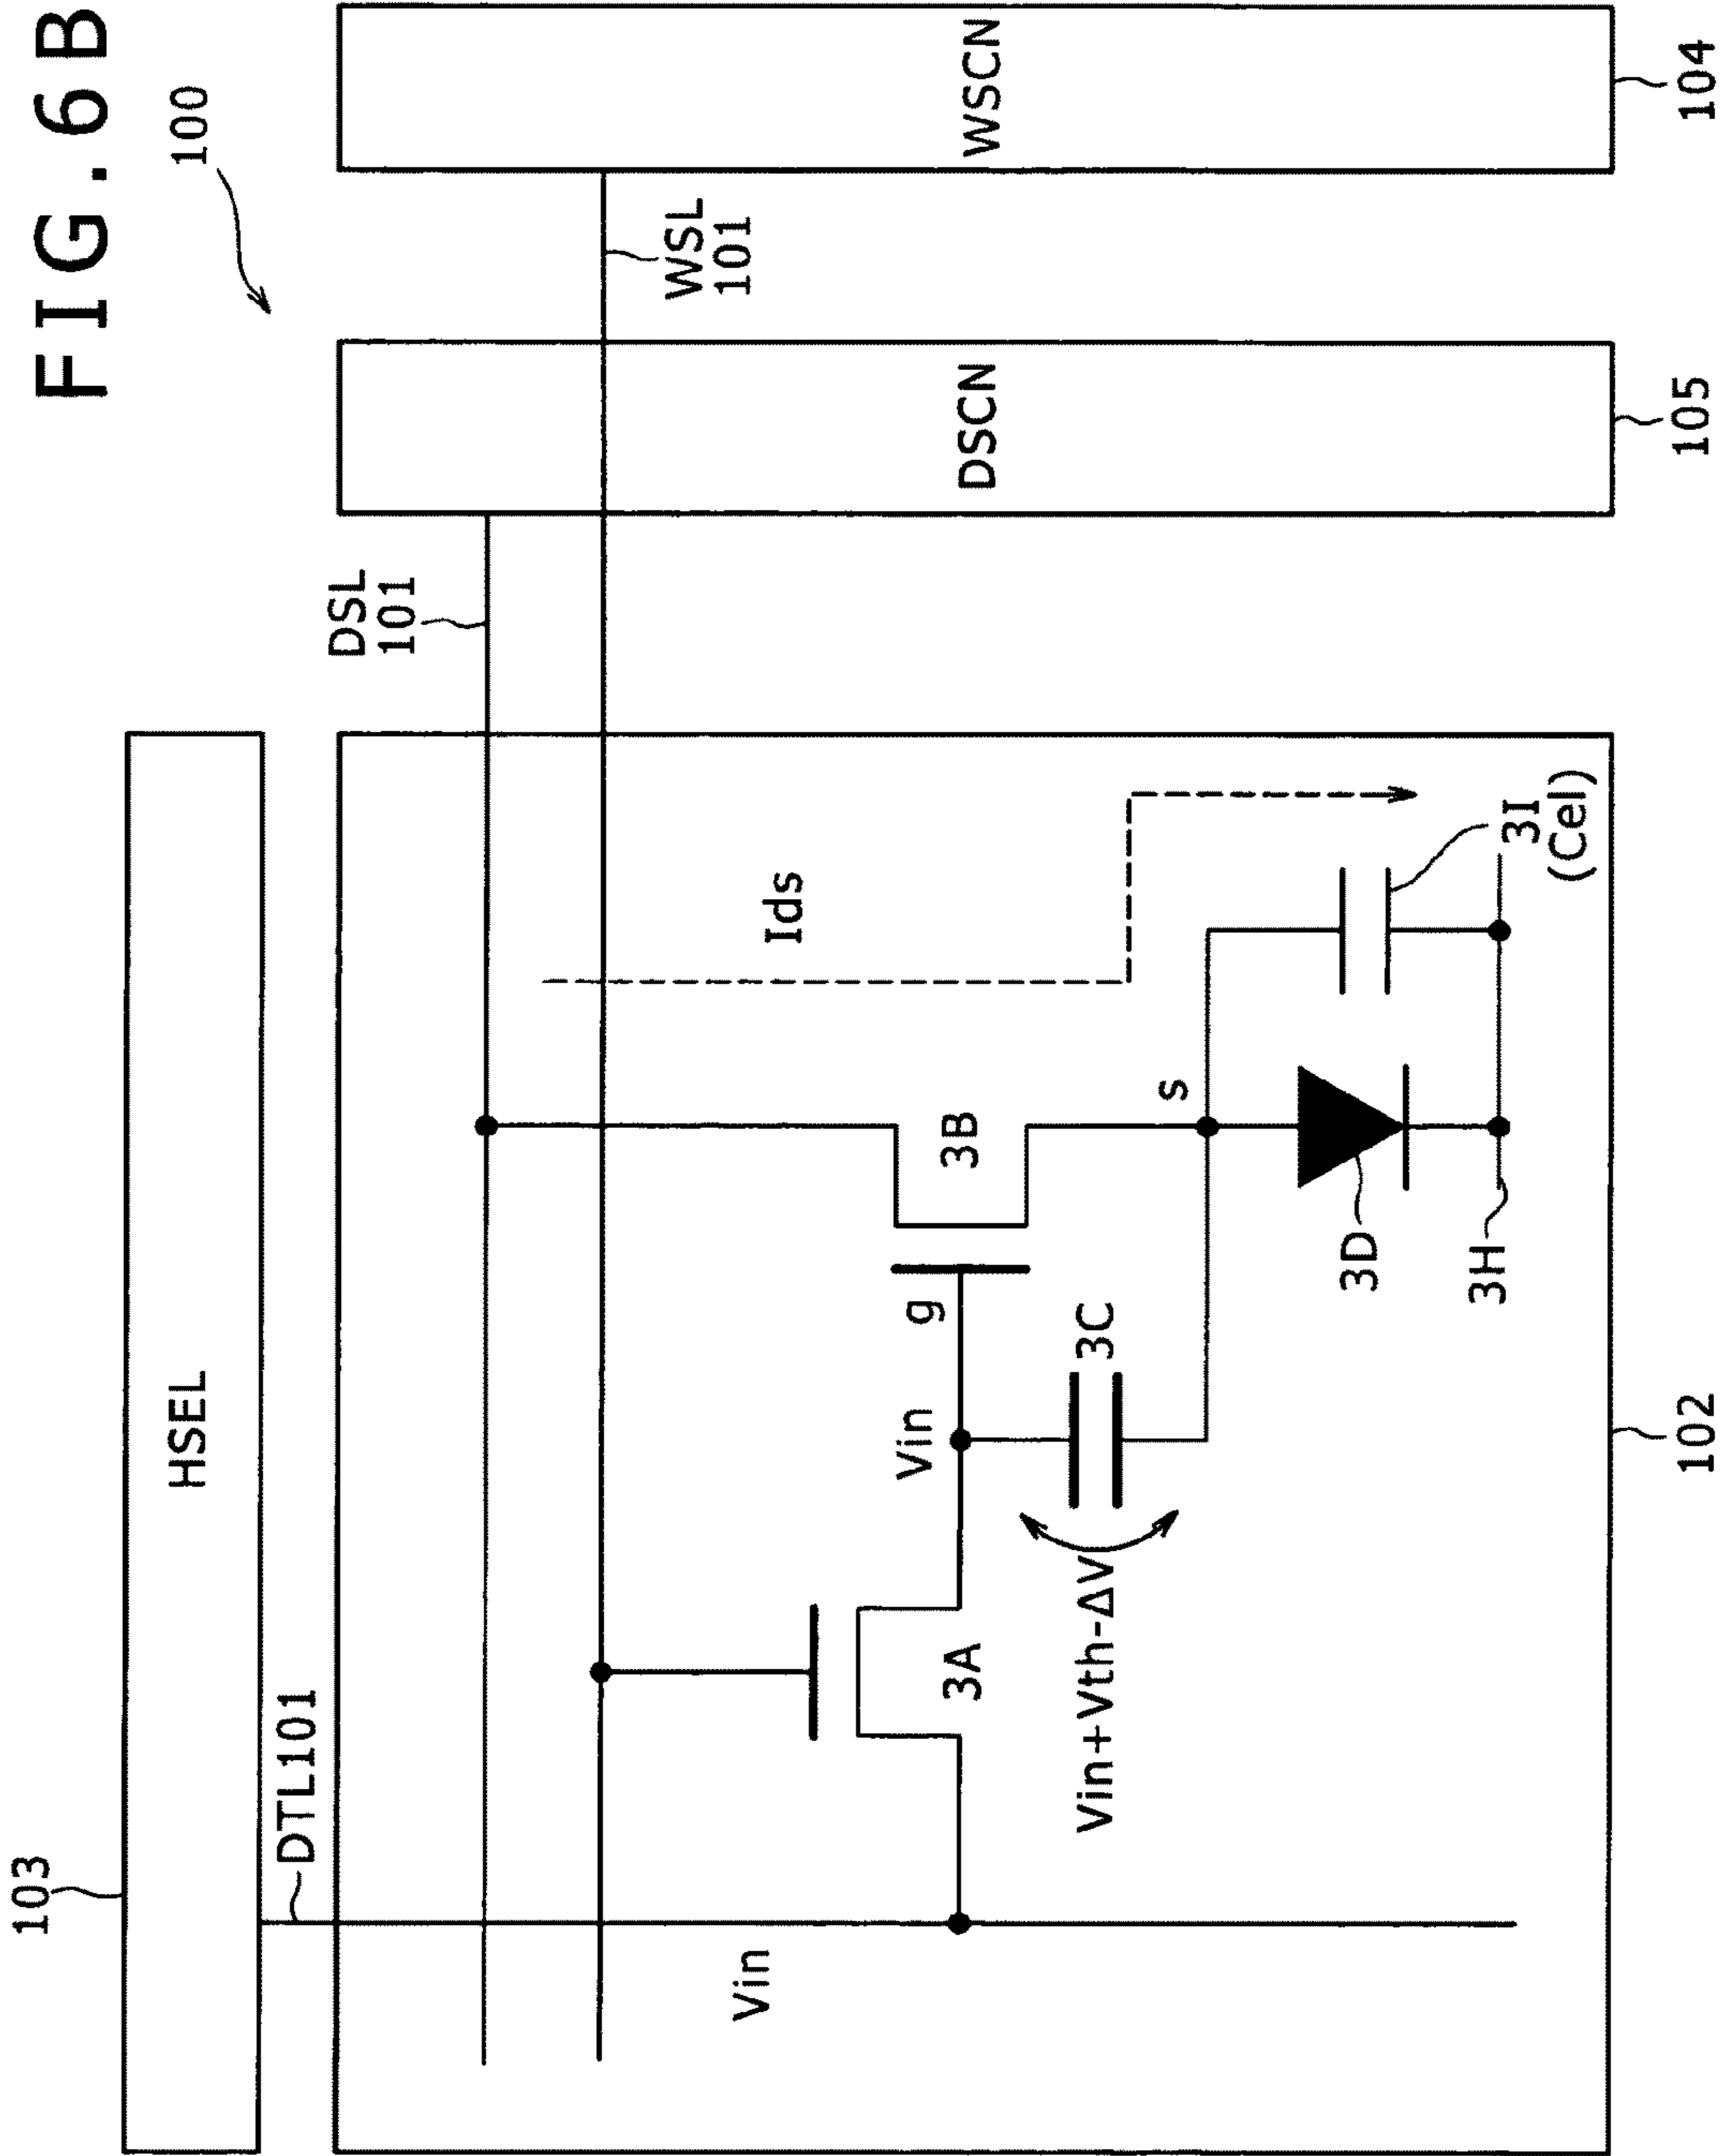 FIG.6B
100
103
HSEL
DTL101
DSL
101
WSL
101
DSCN
WSCN
Vin
Ids
3A
Vin
g
3B
s
3C
Vin+Vth-ΔV
3D
3H
3I
(Cel)
102
105
104